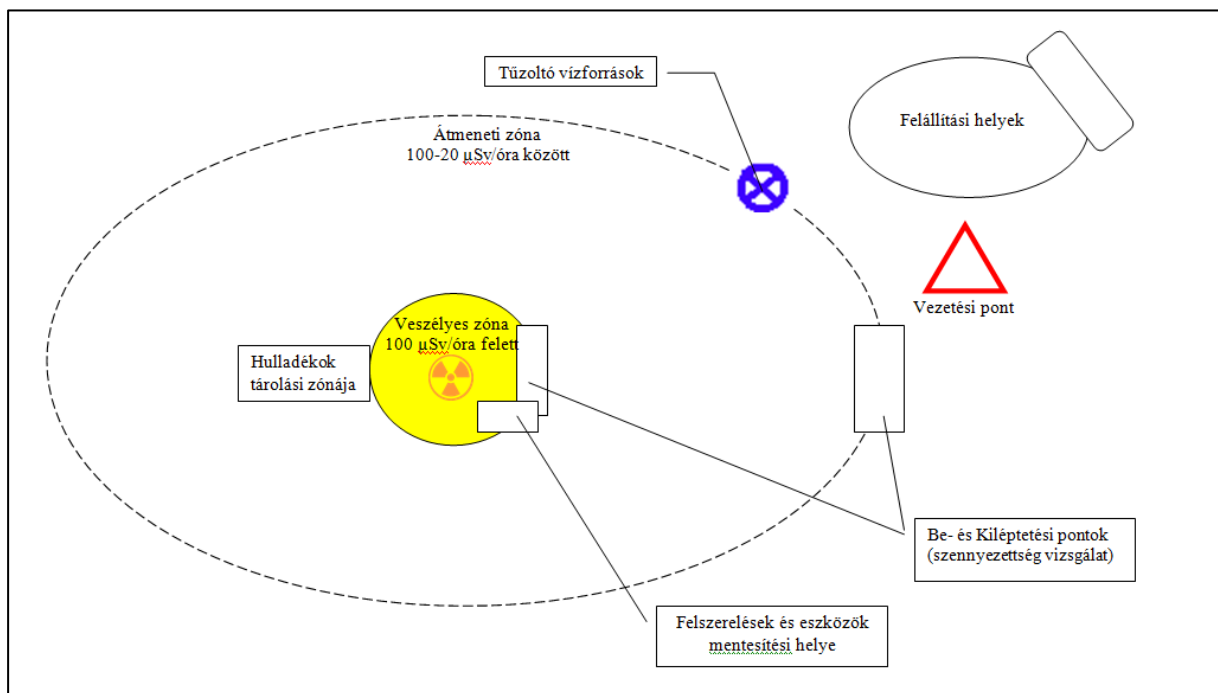 Tűzoltó vízforrások
Felállítási helyek
Átmeneti zóna
100-20 µSv/óra között
Vezetési pont
Veszélyes zóna
100 µSv/óra felett
Hulladékok
tárolási zónája
Be- és Kiléptetési pontok
(szennyezettség vizsgálat)
Felszerelések és eszközök
mentesítési helye